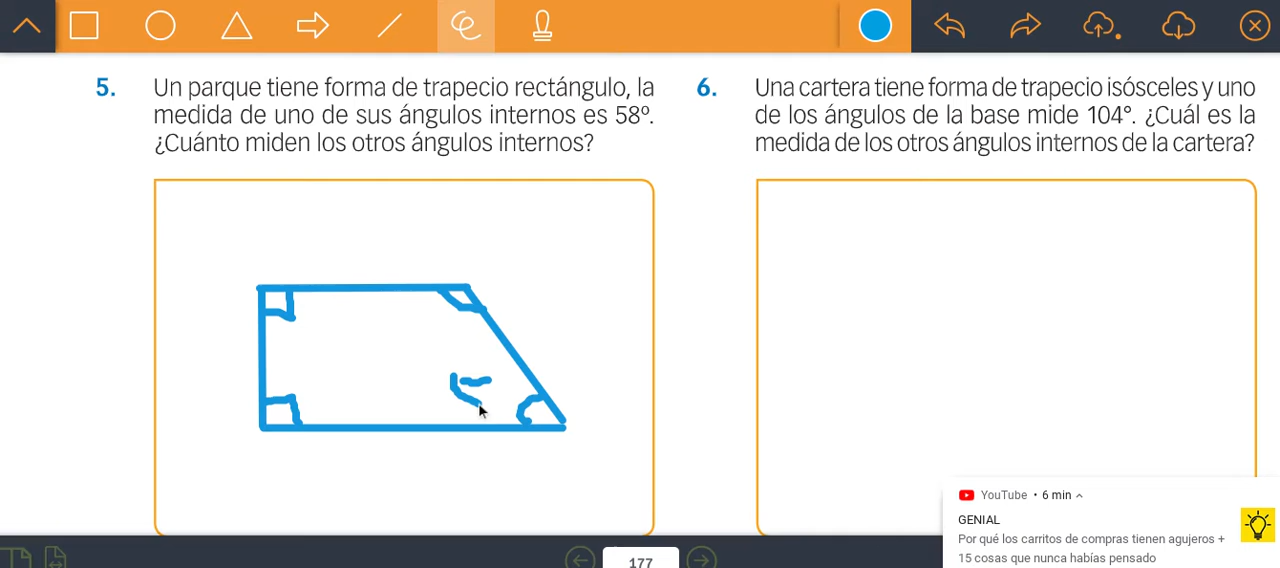 5. Un parque tiene forma de trapecio rectángulo, la
medida de uno de sus ángulos internos es 58º.
¿Cuánto miden los otros ángulos internos?
6. Una cartera tiene forma de trapecio isósceles y uno
de los ángulos de la base mide 104°. ¿Cuál es la
medida de los otros ángulos internos de la cartera?
YouTube • 6 min
GENIAL
Por qué los carritos de compras tienen agujeros +
15 cosas que nunca habías pensado
177